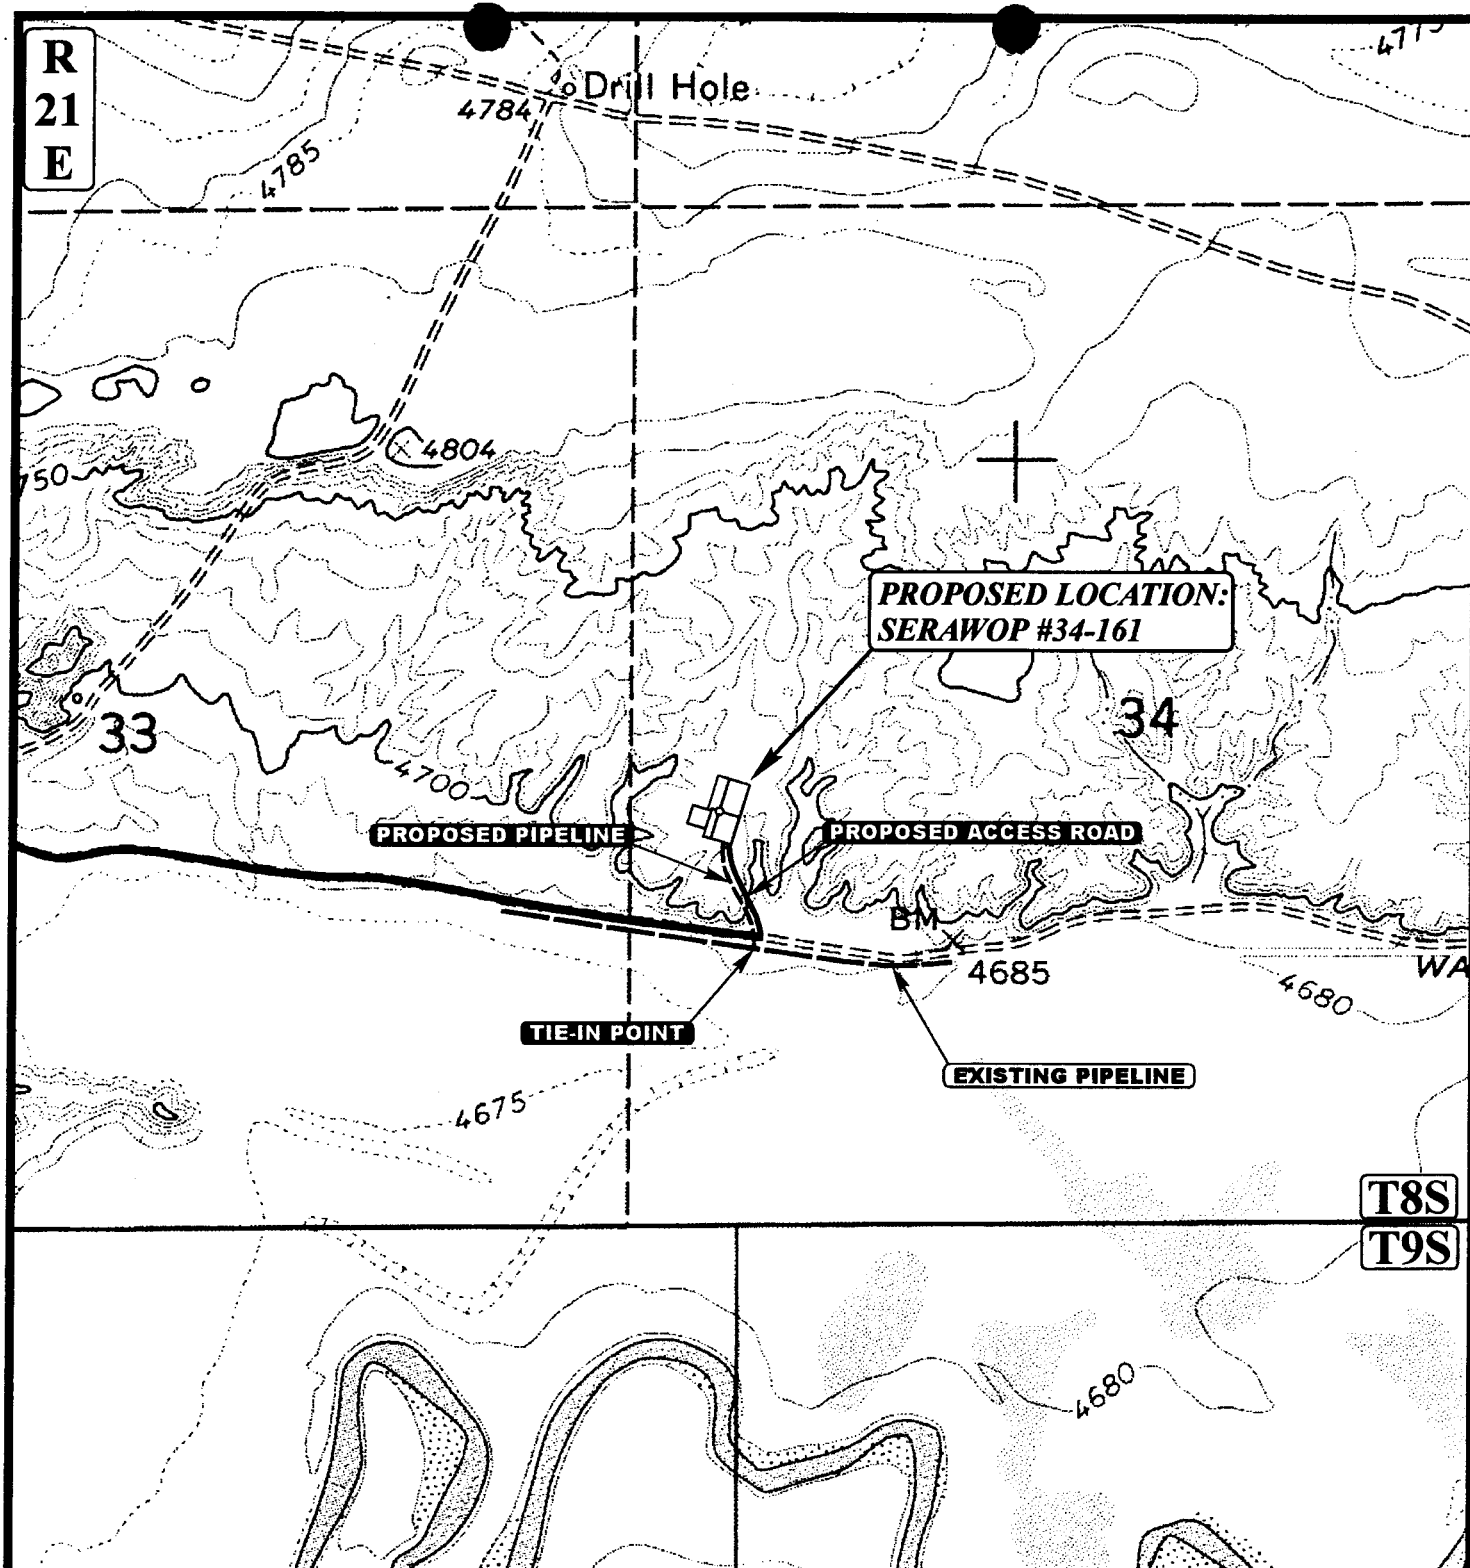 R
21
E
4775
Drill Hole
4784
4785
4804
750
PROPOSED LOCATION:
SERAWOP #34-161
33
34
4700
PROPOSED PIPELINE
PROPOSED ACCESS ROAD
BM
4685
WA
4680
TIE-IN POINT
EXISTING PIPELINE
4675
T8S
T9S
4680